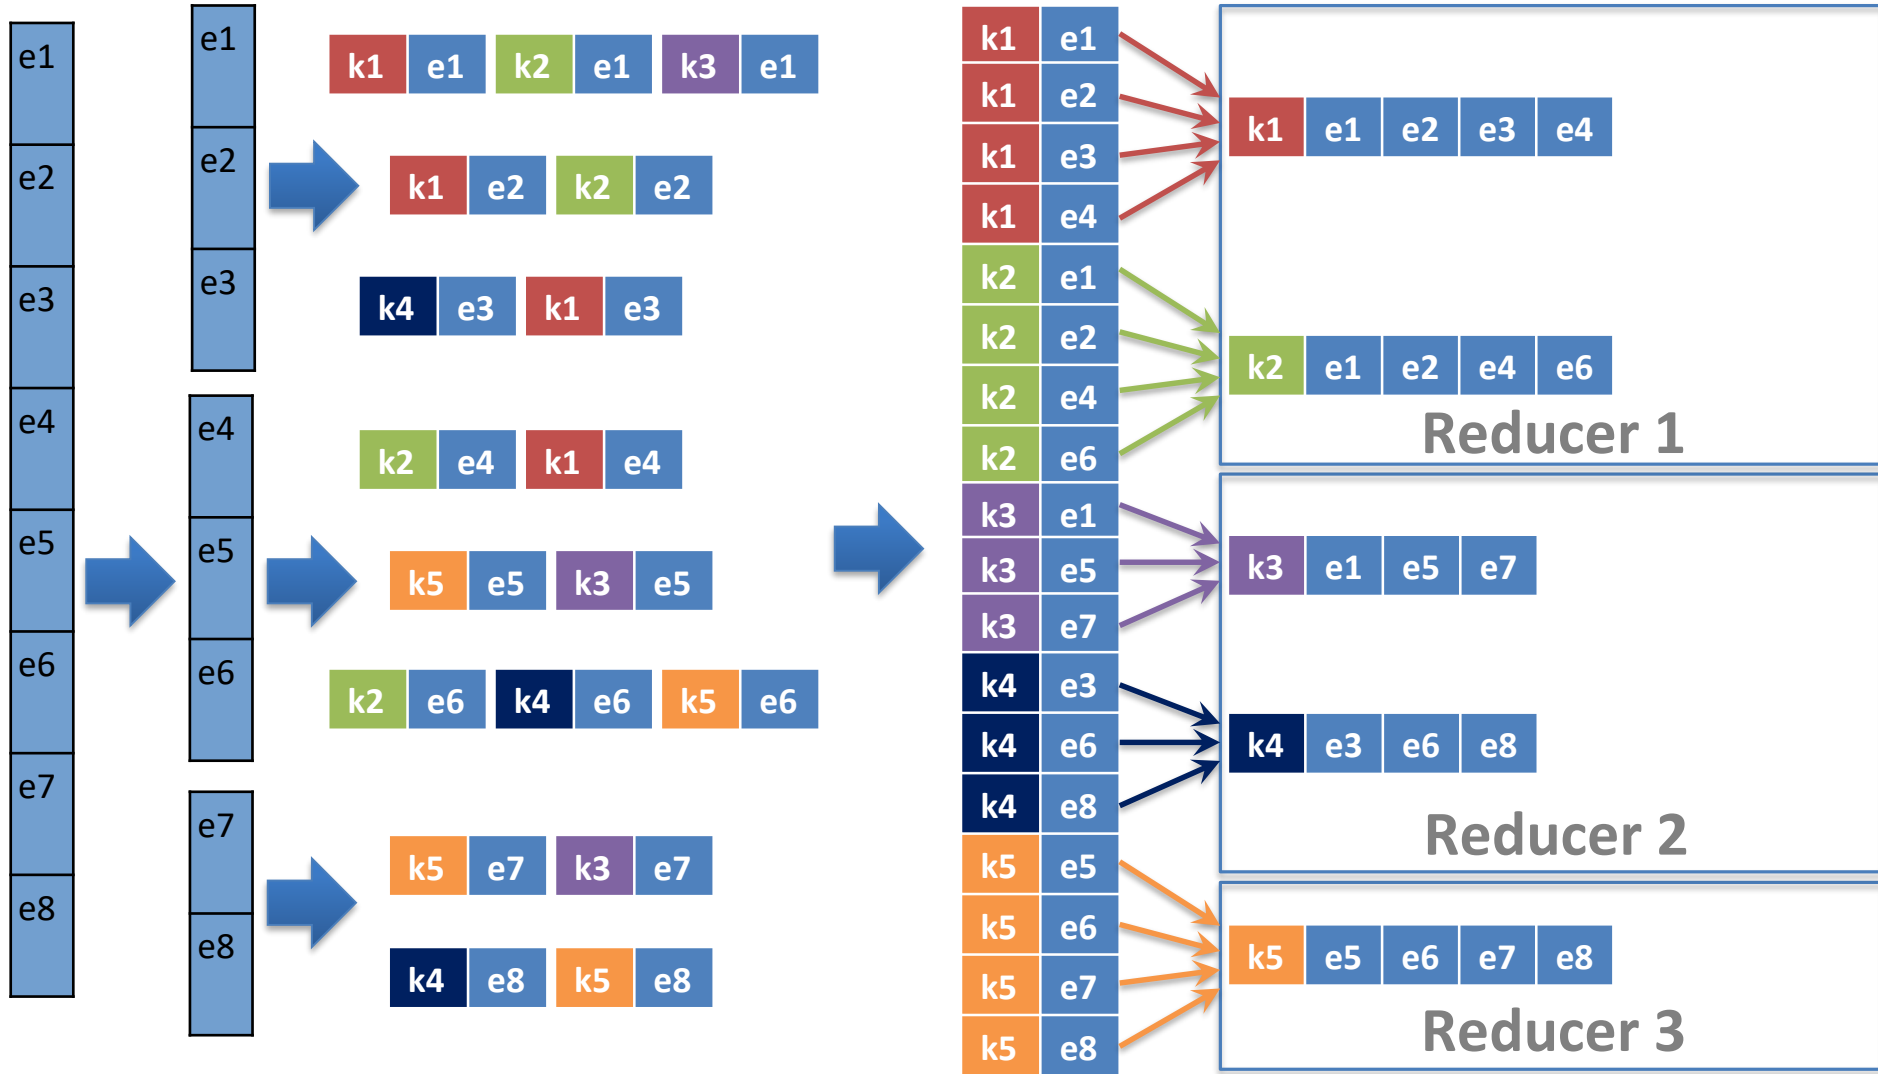 e1
e2
e3
e4
e5
e6
e7
e8
e1
e2
e3
e4
e5
e6
e7
e8
k1 e1 k2 e1 k3 e1
k1 e2 k2 e2
k4 e3 k1 e3
k2 e4 k1 e4
k5 e5 k3 e5
k2 e6 k4 e6 k5 e6
k5 e7 k3 e7
k4 e8 k5 e8
k1 e1
k1 e2
k1 e3
k1 e4
k2 e1
k2 e2
k2 e4
k2 e6
k3 e1
k3 e5
k3 e7
k4 e3
k4 e6
k4 e8
k5 e5
k5 e6
k5 e7
k5 e8
k1 e1 e2 e3 e4
k2 e1 e2 e4 e6
Reducer 1
k3 e1 e5 e7
k4 e3 e6 e8
Reducer 2
k5 e5 e6 e7 e8
Reducer 3